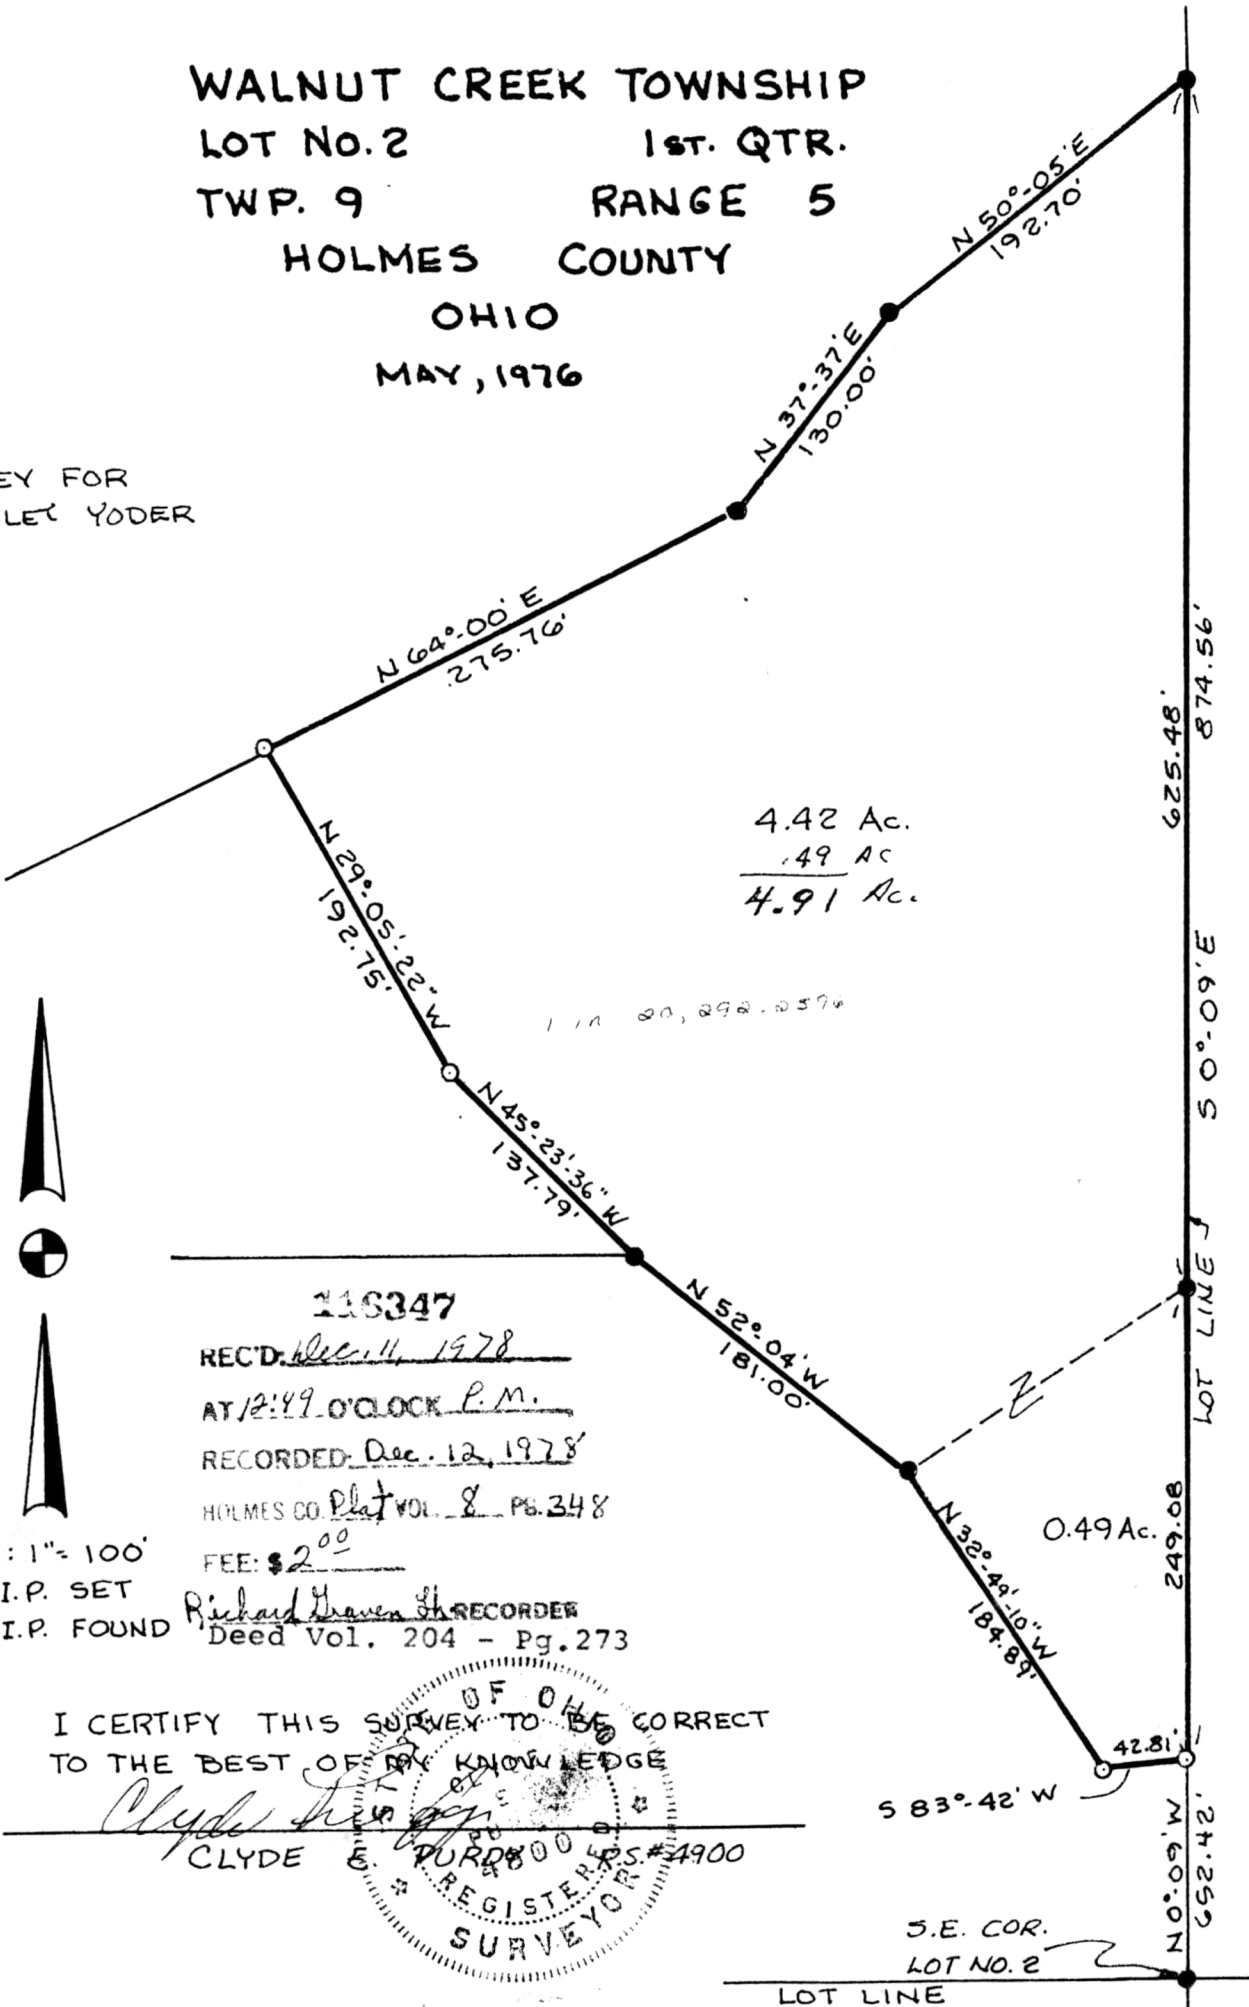 WALNUT CREEK TOWNSHIP
LOT NO. 2 1ST. QTR.
TWP. 9 RANGE 5
HOLMES COUNTY
OHIO
MAY, 1976
EY FOR
LET YODER
N 50°-05' E
192.70'
N 37°-37' E
130.00'
N 64°-00' E
275.76'
625.48'
874.56'
4.42 Ac.
.49 AC
4.91 Ac.
N 29°-05'-22" W
192.75'
1 in 20,292.2596
S 0°-09' E
N 45°-23'-36" W
137.79'
LOT LINE
N 52°-04' W
181.00'
116347
REC'D. Dec. 11, 1978
AT 12:49 O'CLOCK P.M.
RECORDED: Dec. 12, 1978
HOLMES CO. Plat VOL. 8 PG. 348
FEE: $2.00
Richard Graven RECORDER
Deed Vol. 204 - Pg. 273
: 1" = 100'
I.P. SET
I.P. FOUND
0.49 Ac.
249.08
N 32°-49'-10" W
184.89'
42.81'
S 83°-42' W
I CERTIFY THIS SURVEY TO BE CORRECT
TO THE BEST OF MY KNOWLEDGE
CLYDE E. PURDY P.S. #4900
STATE OF OHIO
REGISTERED
SURVEYOR
N 0°-09' W
652.42'
S.E. COR.
LOT NO. 2
LOT LINE